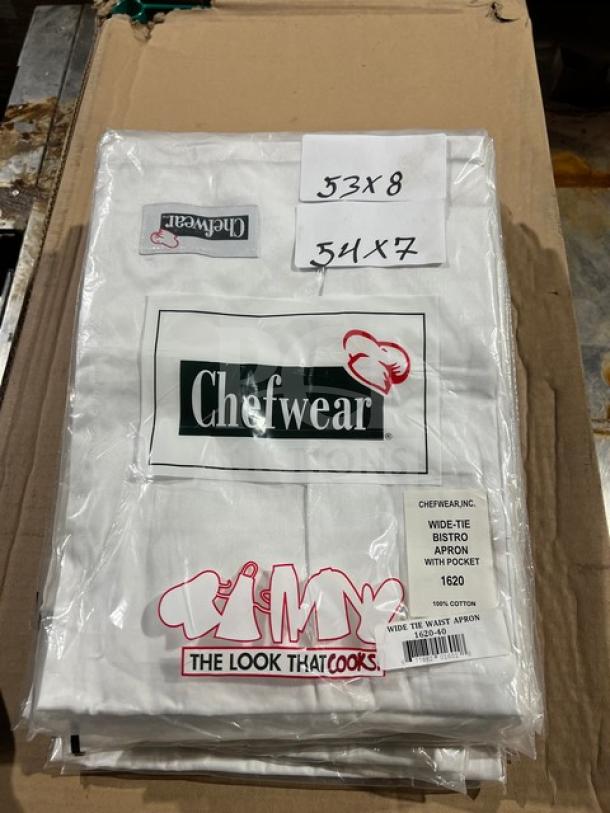 53X8
54X7
Chefwear
Chefwear®
CHEFWEAR,INC.
WIDE-TIE
BISTRO
APRON
WITH POCKET
1620
100% COTTON
WIDE TIE WAIST APRON
1620-40
THE LOOK THAT COOKS.